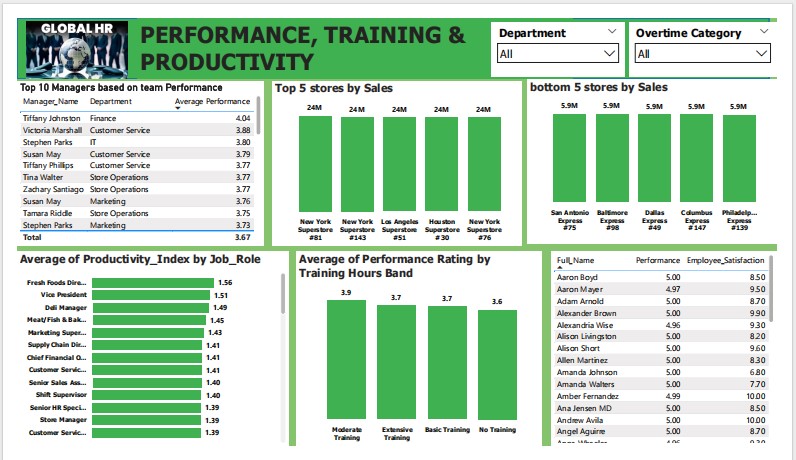 GLOBAL HR
PERFORMANCE, TRAINING &
PRODUCTIVITY
Department
All
Overtime Category
All
Top 10 Managers based on team Performance
Manager_Name Department Average Performance
Tiffany Johnston Finance 4.04
Victoria Marshall Customer Service 3.88
Stephen Parks IT 3.80
Susan May Customer Service 3.79
Tiffany Phillips Customer Service 3.77
Tina Walter Store Operations 3.77
Zachary Santiago Store Operations 3.77
Susan May Marketing 3.76
Tamara Riddle Store Operations 3.75
Stephen Parks Marketing 3.73
Total 3.67
Top 5 stores by Sales
24M 24M 24M 24M 24M
New York Superstore #81
New York Superstore #143
Los Angeles Superstore #51
Houston Superstore #30
New York Superstore #76
bottom 5 stores by Sales
5.9M 5.9M 5.9M 5.9M 5.9M
San Antonio Express #75
Baltimore Express #98
Dallas Express #49
Columbus Express #147
Philadelp... Express #139
Average of Productivity_Index by Job_Role
Fresh Foods Dire... 1.56
Vice President 1.51
Deli Manager 1.49
Meat/Fish & Bak... 1.45
Marketing Super... 1.43
Supply Chain Dir... 1.41
Chief Financial O... 1.41
Customer Servic... 1.41
Senior Sales Ass... 1.40
Shift Supervisor 1.40
Senior HR Speci... 1.39
Store Manager 1.39
Customer Servic... 1.39
Average of Performance Rating by
Training Hours Band
3.9 3.7 3.7 3.6
Moderate Training
Extensive Training
Basic Training
No Training
Full_Name Performance Employee_Satisfaction
Aaron Boyd 5.00 8.50
Aaron Mayer 4.97 9.50
Adam Arnold 5.00 8.70
Alexander Brown 5.00 9.90
Alexandria Wise 4.96 9.30
Alison Livingston 5.00 8.20
Alison Short 5.00 9.60
Allen Martinez 5.00 8.30
Amanda Johnson 5.00 6.80
Amanda Walters 5.00 7.70
Amber Fernandez 4.99 10.00
Ana Jensen MD 5.00 8.50
Andrew Avila 5.00 10.00
Angel Aguirre 5.00 8.70